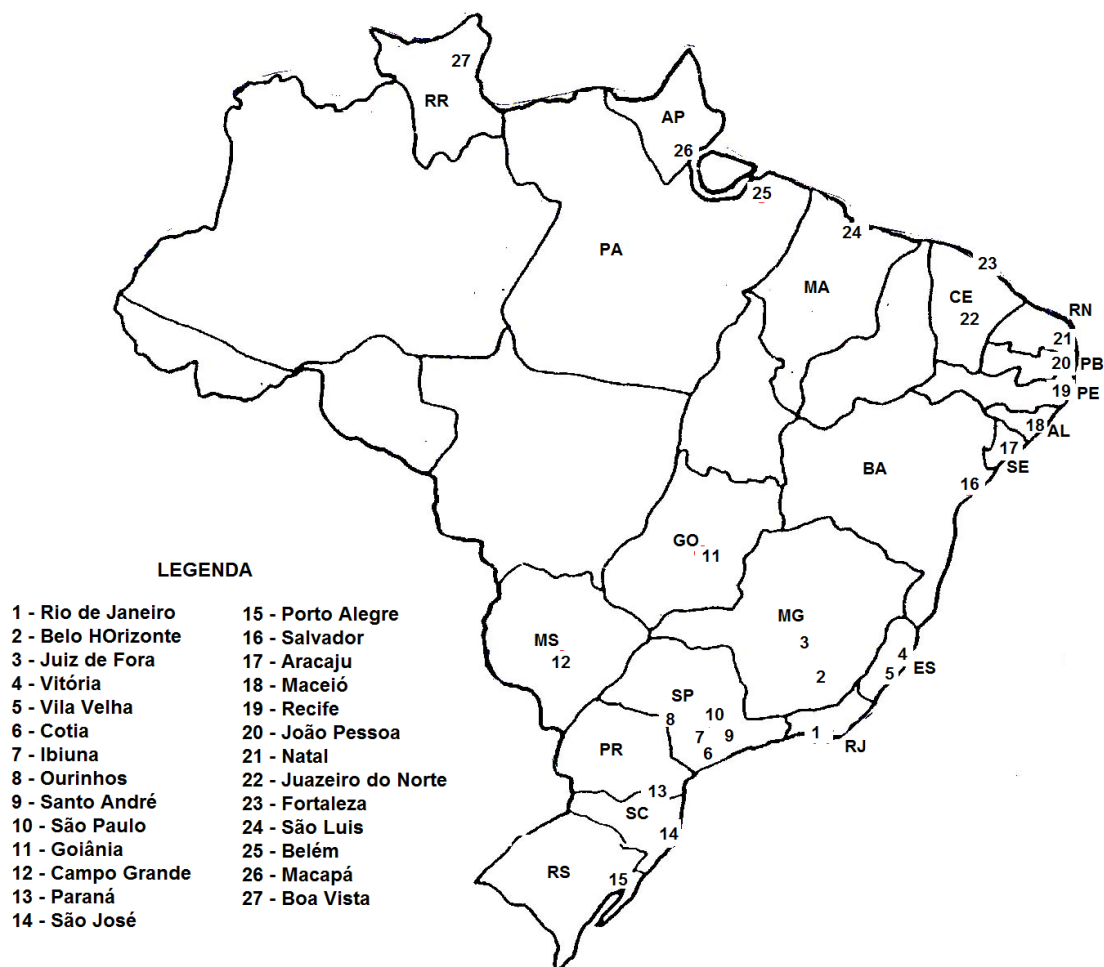 27
RR
AP
26
25
PA
24
23
MA
CE
22
RN
21
20
PB
19
PE
18
AL
17
SE
BA
16
GO
11
LEGENDA
1 - Rio de Janeiro
2 - Belo HOrizonte
3 - Juiz de Fora
4 - Vitória
5 - Vila Velha
6 - Cotia
7 - Ibiuna
8 - Ourinhos
9 - Santo André
10 - São Paulo
11 - Goiânia
12 - Campo Grande
13 - Paraná
14 - São José
15 - Porto Alegre
16 - Salvador
17 - Aracaju
18 - Maceió
19 - Recife
20 - João Pessoa
21 - Natal
22 - Juazeiro do Norte
23 - Fortaleza
24 - São Luis
25 - Belém
26 - Macapá
27 - Boa Vista
MS
12
MG
3
2
4
ES
5
SP
8
10
7
9
6
1
RJ
PR
13
SC
14
RS
15